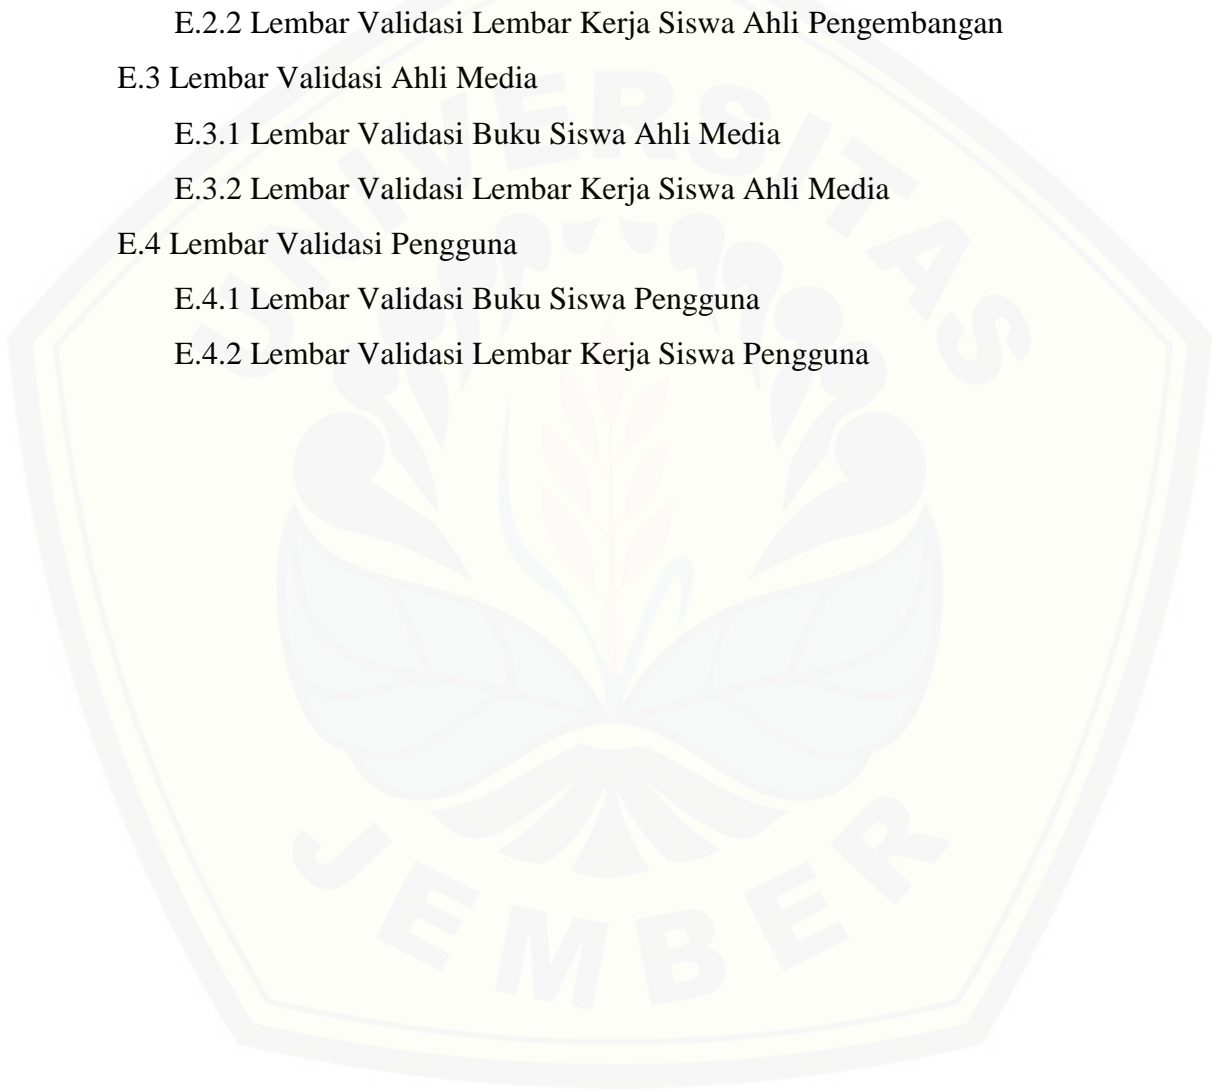 E.2.2 Lembar Validasi Lembar Kerja Siswa Ahli Pengembangan
E.3 Lembar Validasi Ahli Media
E.3.1 Lembar Validasi Buku Siswa Ahli Media
E.3.2 Lembar Validasi Lembar Kerja Siswa Ahli Media
E.4 Lembar Validasi Pengguna
E.4.1 Lembar Validasi Buku Siswa Pengguna
E.4.2 Lembar Validasi Lembar Kerja Siswa Pengguna
UNIVERSITAS
JEMBER